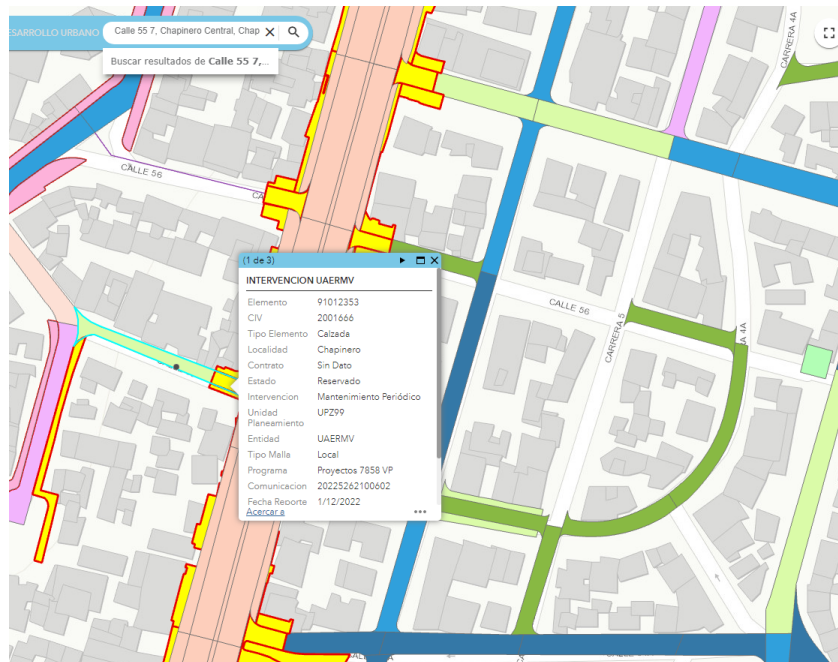 ESARROLLO URBANO
Calle 55 7, Chapinero Central, Chap
Buscar resultados de Calle 55 7,...
CARRERA 4A
CALLE 56
CA
(1 de 3)
INTERVENCION UAERMV
Elemento 91012353
CIV 2001666
Tipo Elemento Calzada
Localidad Chapinero
Contrato Sin Dato
Estado Reservado
Intervencion Mantenimiento Periódico
Unidad Planeamiento UPZ99
Entidad UAERMV
Tipo Malla Local
Programa Proyectos 7858 VP
Comunicacion 20225262100602
Fecha Reporte 1/12/2022
Acercar a
CALLE 56
CARRERA 5
RA 4A